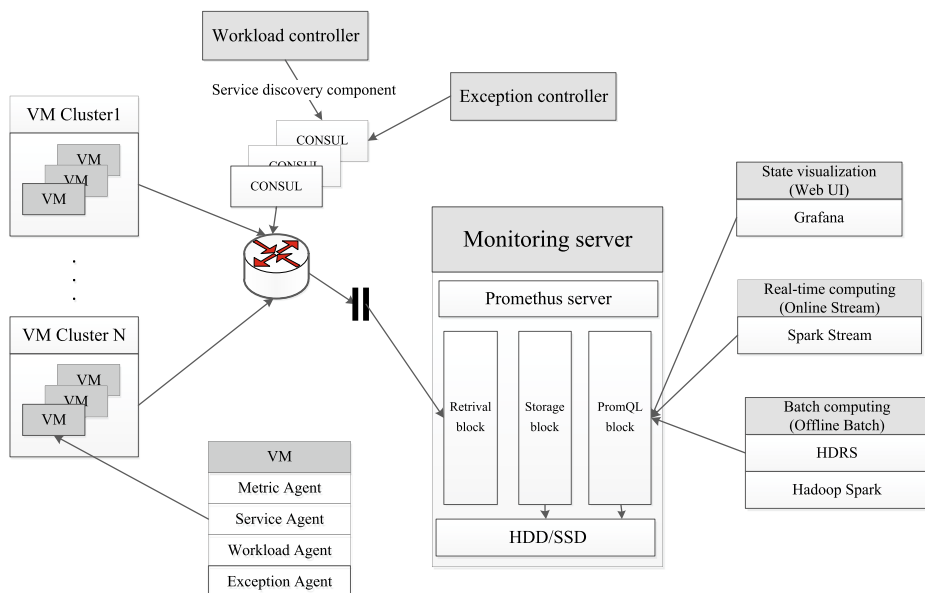 Workload controller
Service discovery component
Exception controller
CONSUL
CONSUL
CONSUL
VM Cluster1
VM
VM
VM
VM Cluster N
VM
VM
VM
VM
Metric Agent
Service Agent
Workload Agent
Exception Agent
Monitoring server
Promethus server
Retrival
block
Storage
block
PromQL
block
HDD/SSD
State visualization
(Web UI)
Grafana
Real-time computing
(Online Stream)
Spark Stream
Batch computing
(Offline Batch)
HDRS
Hadoop Spark